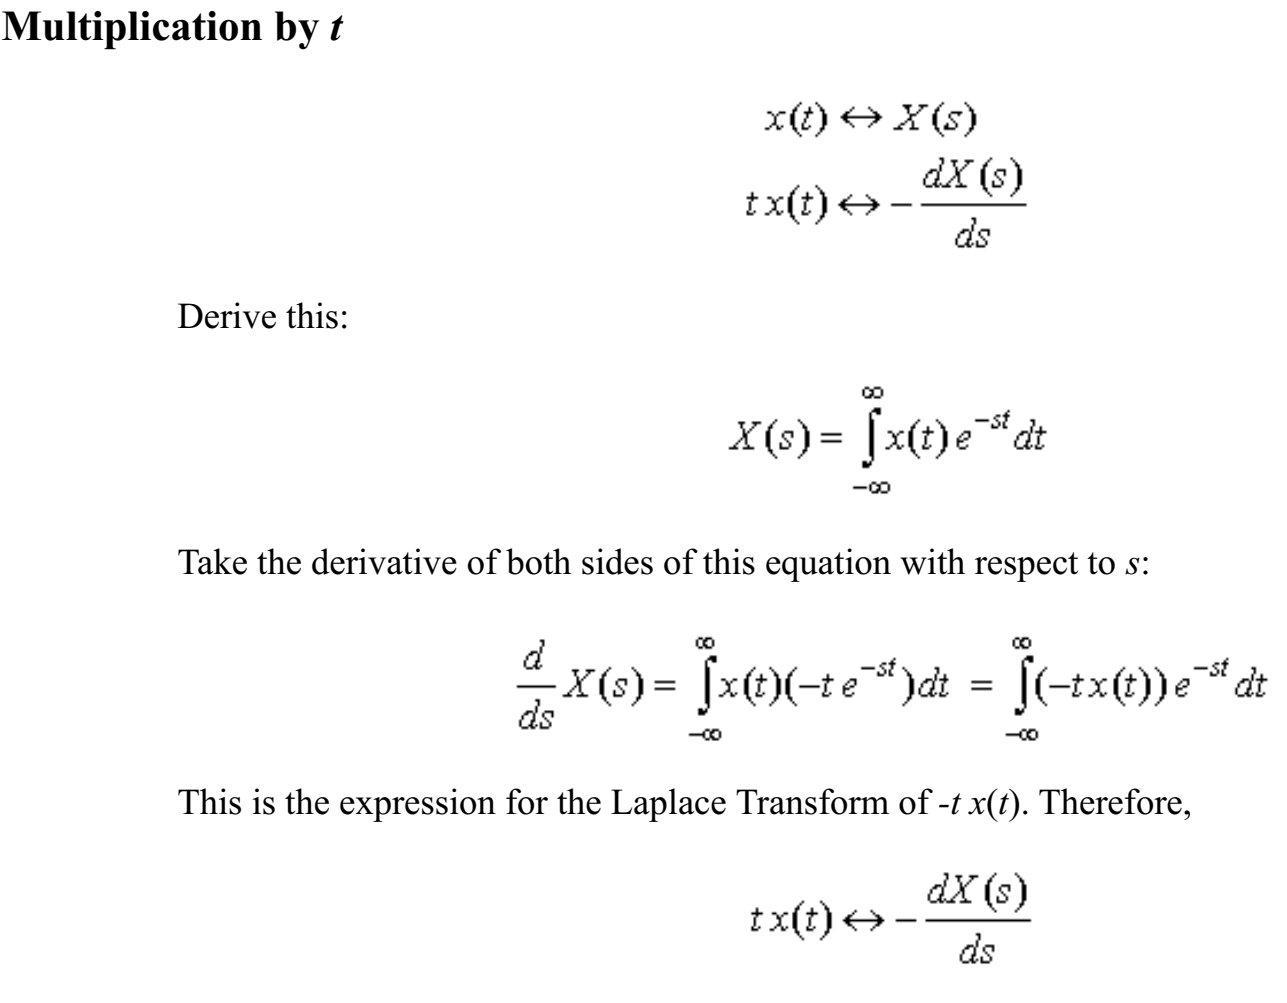 Multiplication by t
x(t) ↔ X(s)
t x(t) ↔ - dX(s)/ds
Derive this:
X(s) = ∫_{-∞}^{∞} x(t) e^{-st} dt
Take the derivative of both sides of this equation with respect to s:
d/ds X(s) = ∫_{-∞}^{∞} x(t)(-t e^{-st})dt = ∫_{-∞}^{∞} (-t x(t)) e^{-st} dt
This is the expression for the Laplace Transform of -t x(t). Therefore,
t x(t) ↔ - dX(s)/ds